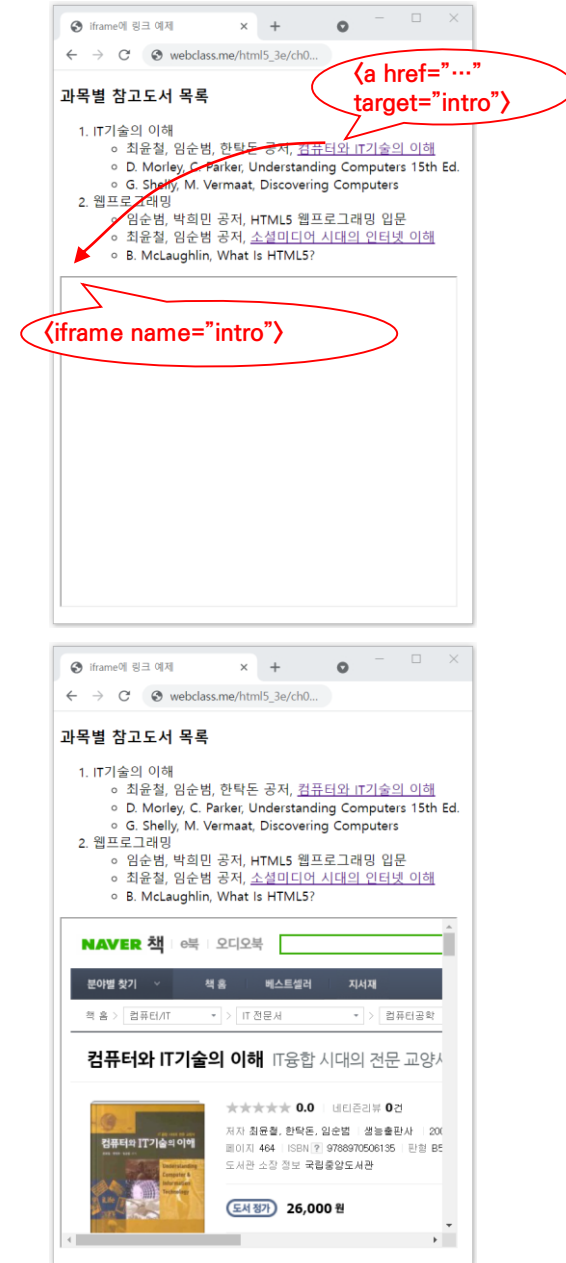 iframe에 링크 예제
webclass.me/html5_3e/ch0...
〈a href="…"
target="intro"〉
과목별 참고도서 목록
1. IT기술의 이해
최윤철, 임순범, 한탁돈 공저, 컴퓨터와 IT기술의 이해
D. Morley, C. Parker, Understanding Computers 15th Ed.
G. Shelly, M. Vermaat, Discovering Computers
2. 웹프로그래밍
임순범, 박희민 공저, HTML5 웹프로그래밍 입문
최윤철, 임순범 공저, 소셜미디어 시대의 인터넷 이해
B. McLaughlin, What Is HTML5?
〈iframe name="intro"〉
iframe에 링크 예제
webclass.me/html5_3e/ch0...
과목별 참고도서 목록
1. IT기술의 이해
최윤철, 임순범, 한탁돈 공저, 컴퓨터와 IT기술의 이해
D. Morley, C. Parker, Understanding Computers 15th Ed.
G. Shelly, M. Vermaat, Discovering Computers
2. 웹프로그래밍
임순범, 박희민 공저, HTML5 웹프로그래밍 입문
최윤철, 임순범 공저, 소셜미디어 시대의 인터넷 이해
B. McLaughlin, What Is HTML5?
NAVER 책 e북 오디오북
분야별 찾기 책 홈 베스트셀러 지서재
책 홈 > 컴퓨터/IT > IT 전문서 > 컴퓨터공학
컴퓨터와 IT기술의 이해 IT융합 시대의 전문 교양서
0.0 네티즌리뷰 0건
저자 최윤철, 한탁돈, 임순범 생능출판사 200
페이지 464 ISBN ? 9788970506135 판형 B5
도서관 소장 정보 국립중앙도서관
컴퓨터와 IT기술의 이해
Understanding
Computer &
Information
Technology
도서 정가 26,000 원